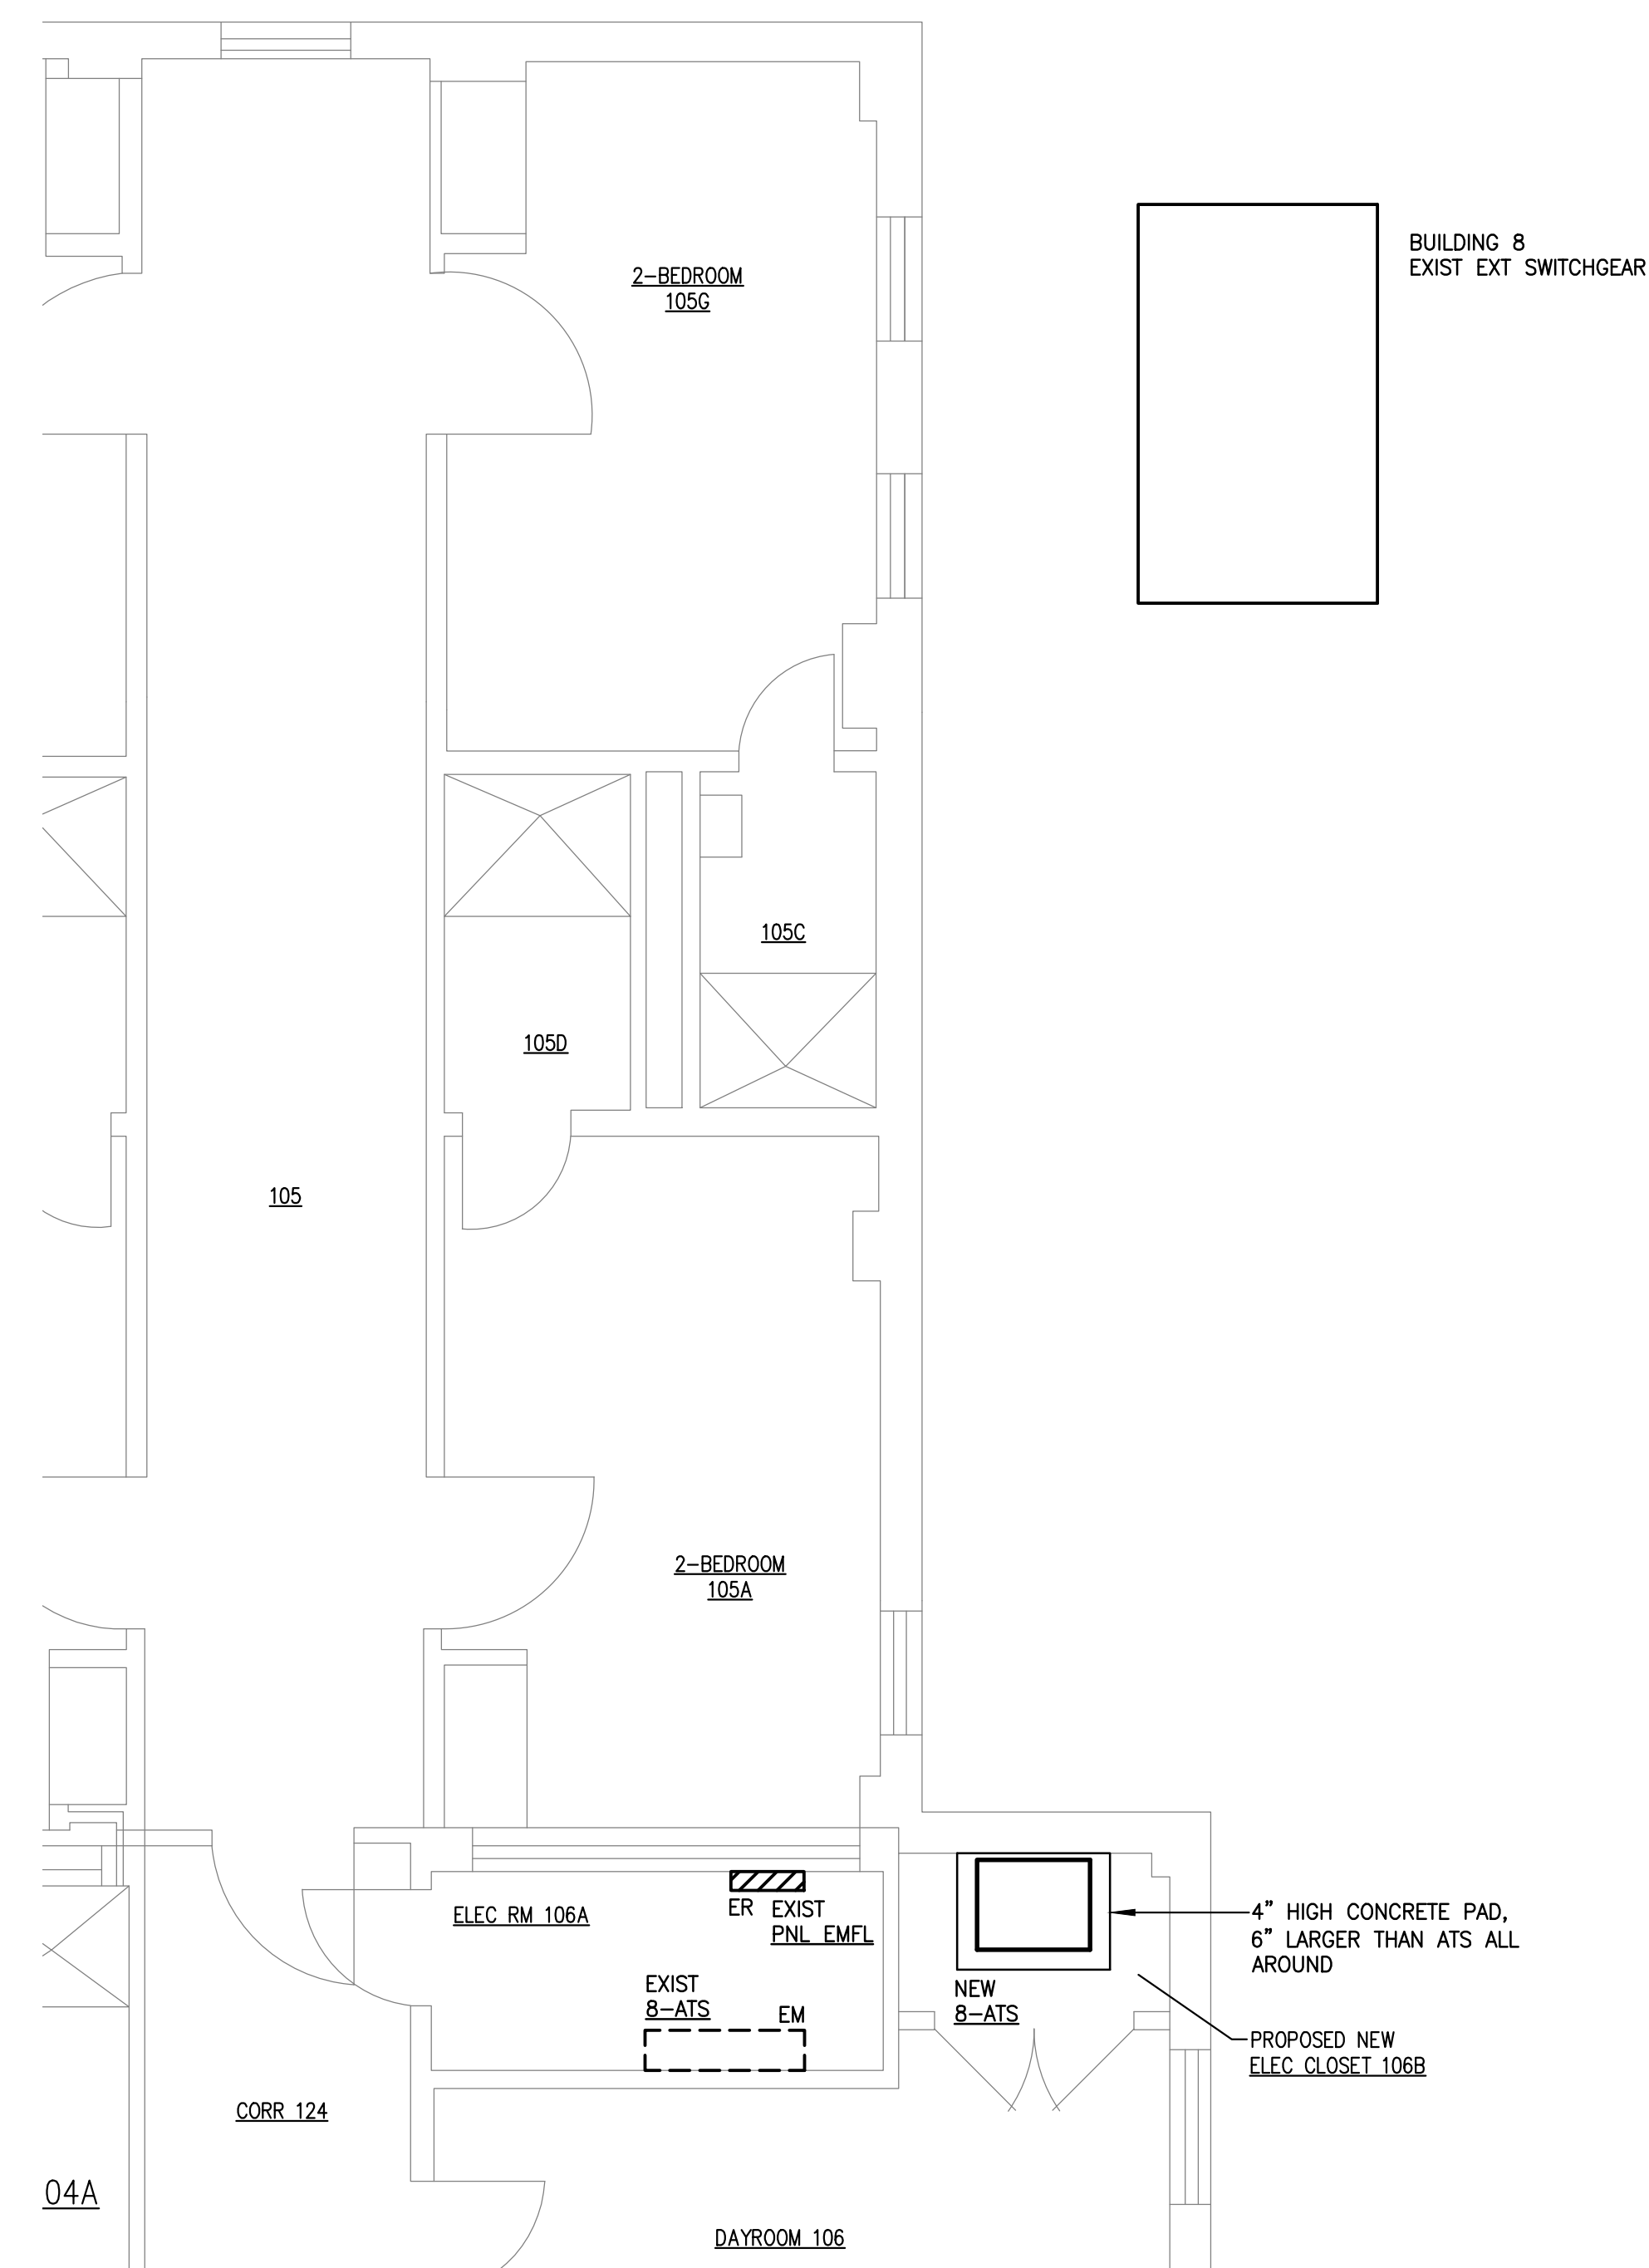 BUILDING 8
EXIST EXT SWITCHGEAR
2-BEDROOM
105G
105C
105D
105
2-BEDROOM
105A
ELEC RM 106A
ER
EXIST
PNL EMFL
EXIST
8-ATS
EM
NEW
8-ATS
4" HIGH CONCRETE PAD,
6" LARGER THAN ATS ALL
AROUND
PROPOSED NEW
ELEC CLOSET 106B
CORR 124
04A
DAYROOM 106